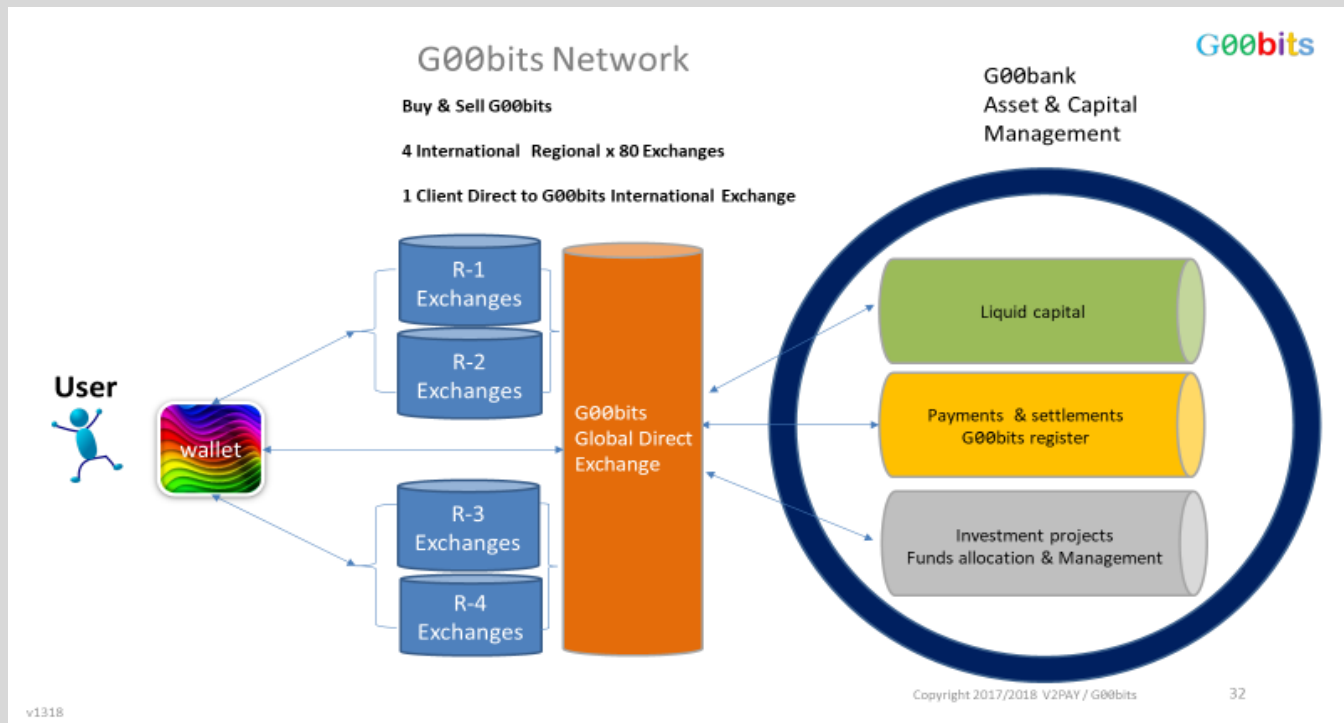 G00bits Network
G00bits
Buy & Sell G00bits
4 International Regional x 80 Exchanges
1 Client Direct to G00bits International Exchange
G00bank
Asset & Capital
Management
User
wallet
R-1
Exchanges
R-2
Exchanges
R-3
Exchanges
R-4
Exchanges
G00bits
Global Direct
Exchange
Liquid capital
Payments & settlements
G00bits register
Investment projects
Funds allocation & Management
Copyright 2017/2018 V2PAY / G00bits
32
v1318